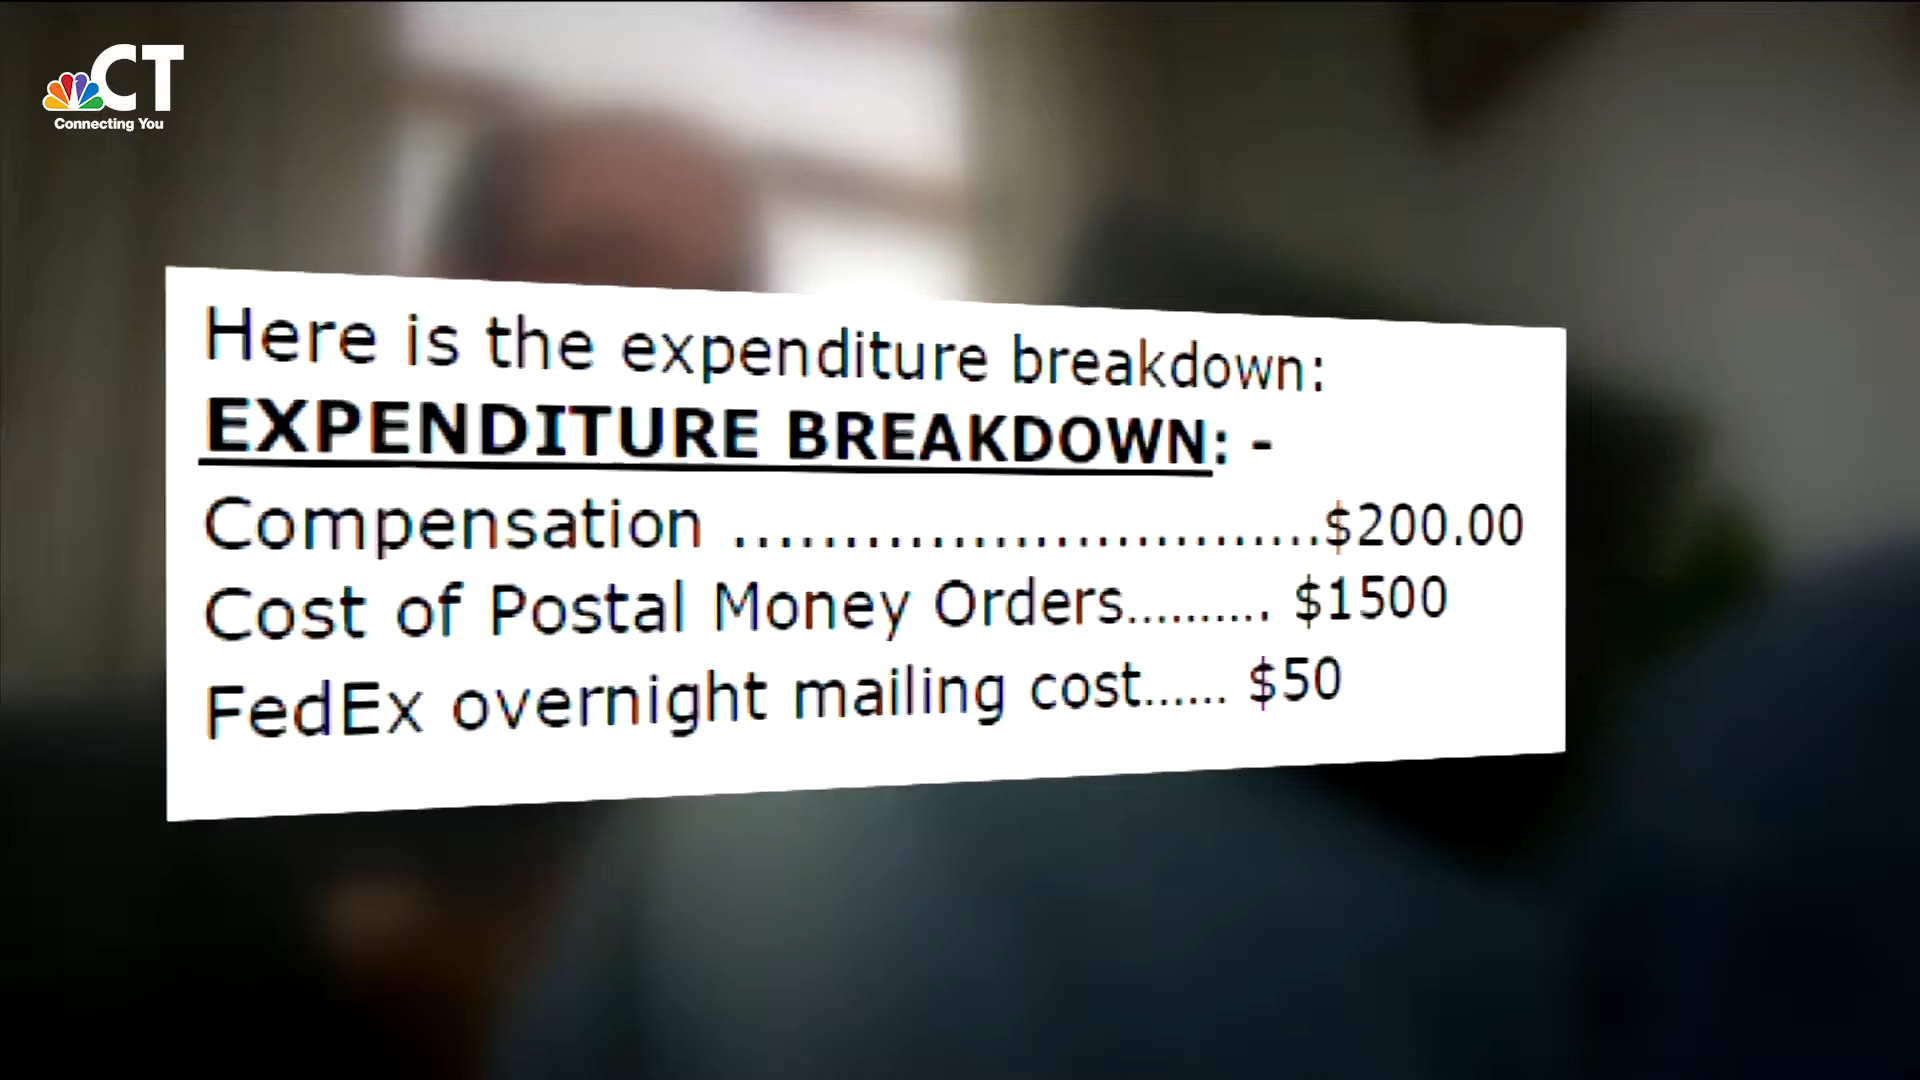 CT
Connecting You
Here is the expenditure breakdown:
EXPENDITURE BREAKDOWN: -
Compensation .............................$200.00
Cost of Postal Money Orders.......... $1500
FedEx overnight mailing cost...... $50